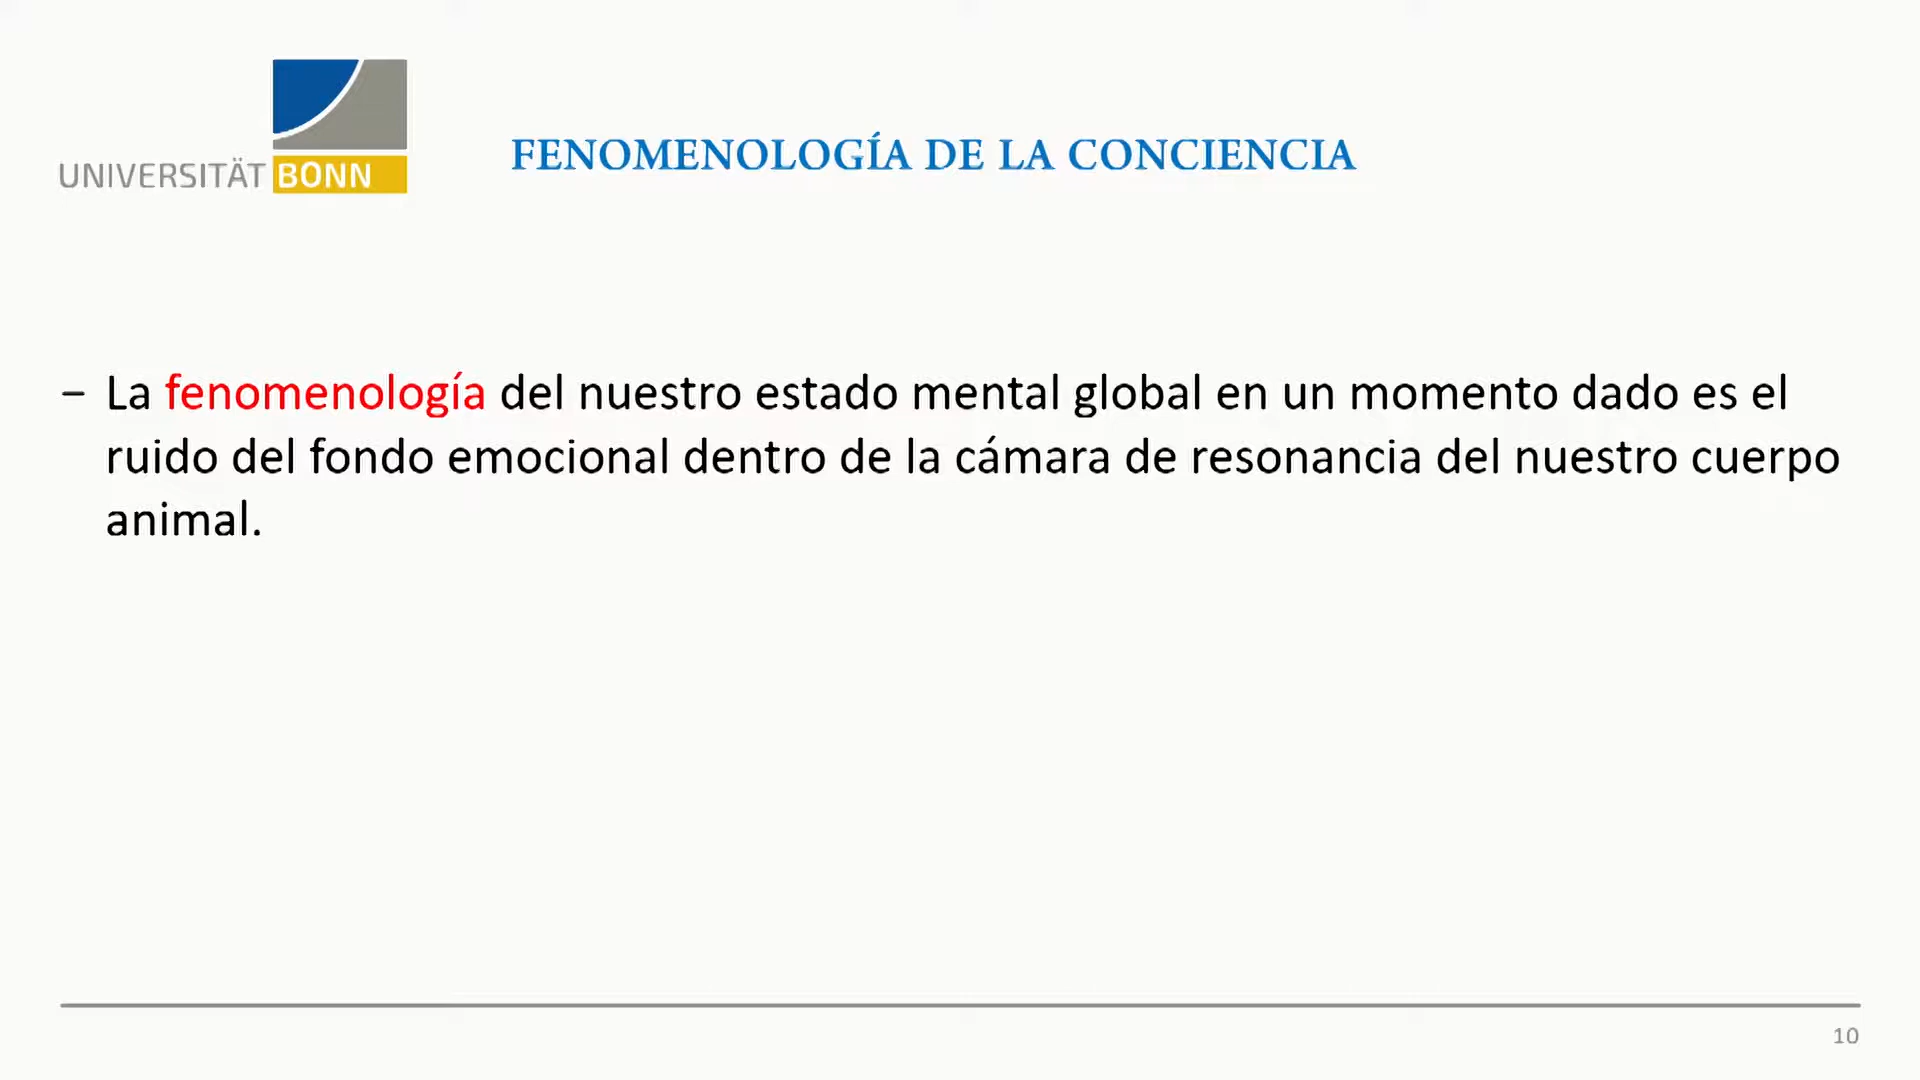 UNIVERSITÄT BONN
FENOMENOLOGÍA DE LA CONCIENCIA
– La fenomenología del nuestro estado mental global en un momento dado es el
ruido del fondo emocional dentro de la cámara de resonancia del nuestro cuerpo
animal.
10